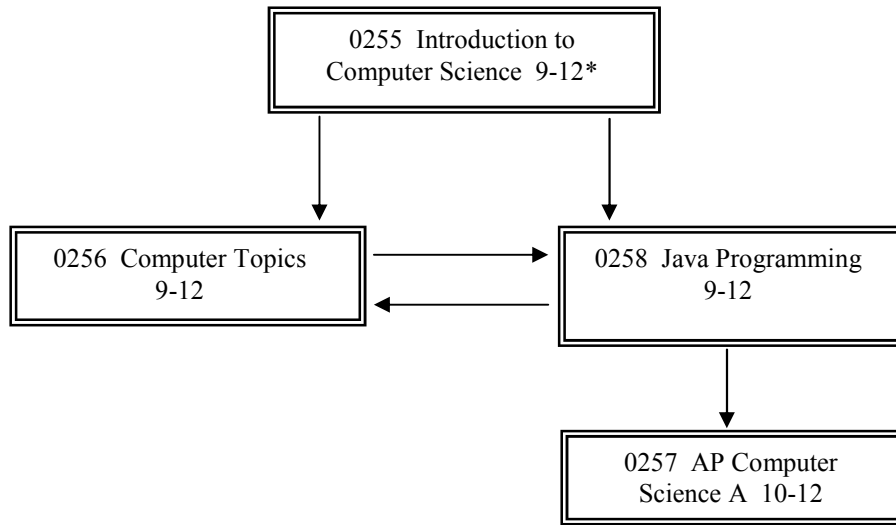 0255 Introduction to
Computer Science 9-12*
0256 Computer Topics
9-12
0258 Java Programming
9-12
0257 AP Computer
Science A 10-12